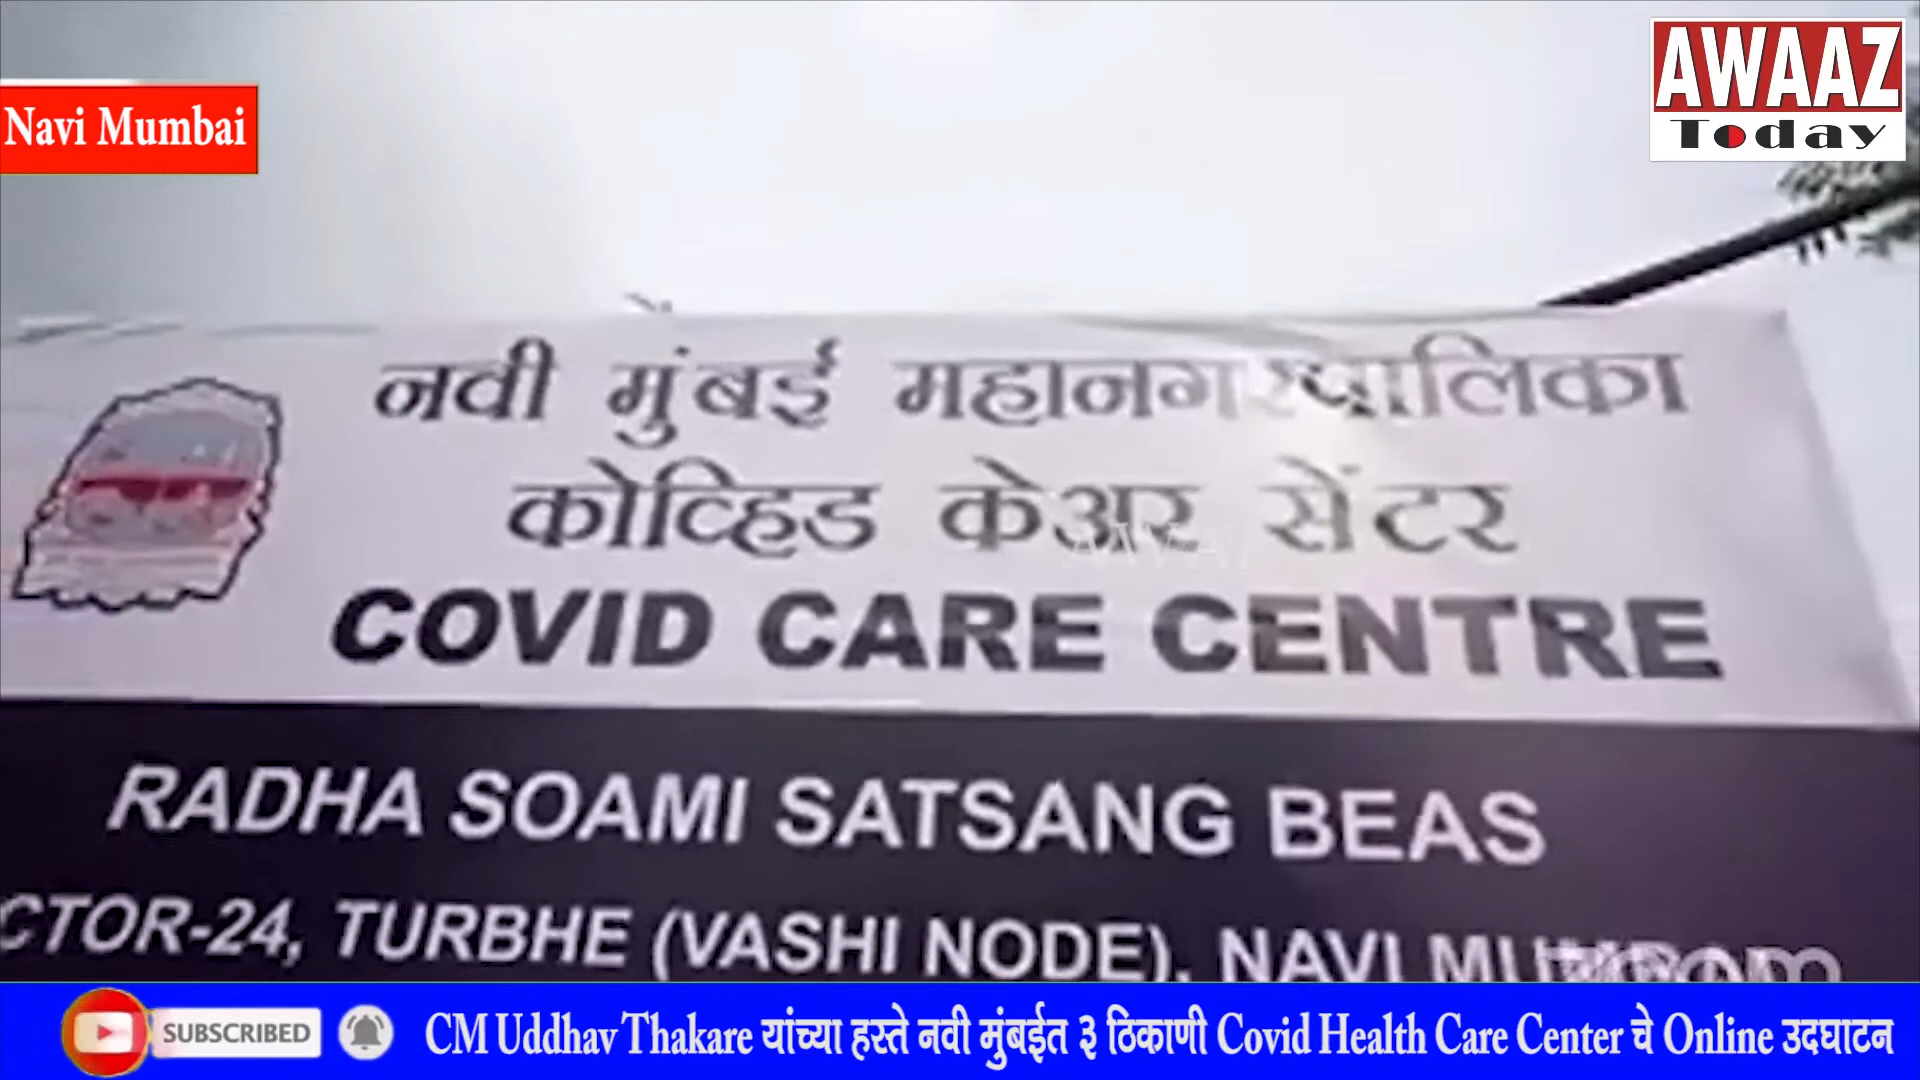 AWAAZ
Today
Navi Mumbai
नवी मुंबई महानगरपालिका
कोव्हिड केअर सेंटर
COVID CARE CENTRE
RADHA SOAMI SATSANG BEAS
CTOR-24, TURBHE (VASHI NODE), NAVI
SUBSCRIBED
CM Uddhav Thakare यांच्या हस्ते नवी मुंबईत ३ ठिकाणी Covid Health Care Center चे Online उदघाटन